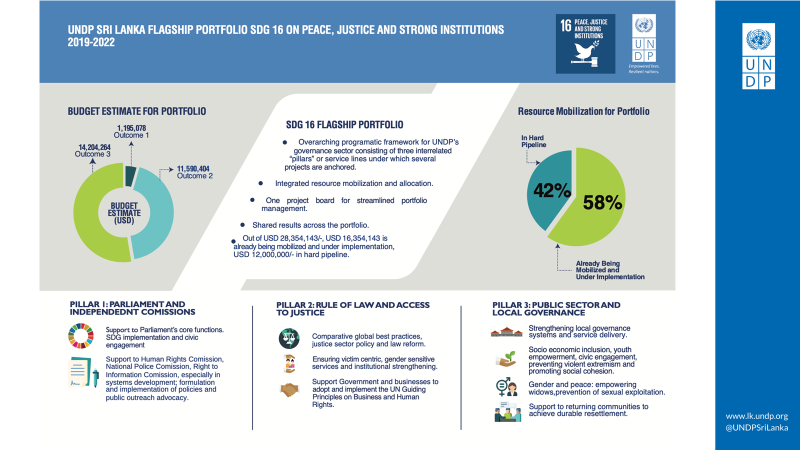 UNDP SRI LANKA FLAGSHIP PORTFOLIO SDG 16 ON PEACE, JUSTICE AND STRONG INSTITUTIONS
2019-2022
16 PEACE, JUSTICE
AND STRONG
INSTITUTIONS
U N
D P
Empowered lives.
Resilient nations.
U N
D P
BUDGET ESTIMATE FOR PORTFOLIO
1,195,078
Outcome 1
14,204,264
Outcome 3
11,590,404
Outcome 2
BUDGET
ESTIMATE
(USD)
SDG 16 FLAGSHIP PORTFOLIO
• Overarching programatic framework for UNDP's
governance sector consisting of three interrelated
"pillars" or service lines under which several
projects are anchored.
• Integrated resource mobilization and allocation.
• One project board for streamlined portfolio
management.
• Shared results across the portfolio.
• Out of USD 28,354,143/-, USD 16,354,143 is
already being mobilized and under implementation,
USD 12,000,000/- in hard pipeline.
Resource Mobilization for Portfolio
In Hard
Pipeline
42%
58%
Already Being
Mobilized and
Under Implementation
PILLAR 1: PARLIAMENT AND
INDEPENDEDNT COMISSIONS
Support to Parliament's core functions.
SDG implementation and civic
engagement
Support to Human Rights Comission,
National Police Comission, Right to
Information Comission, especially in
systems development; formulation
and implementation of policies and
public outreach advocacy.
PILLAR 2: RULE OF LAW AND ACCESS
TO JUSTICE
Comparative global best practices,
justice sector policy and law reform.
Ensuring victim centric, gender sensitive
services and institutional strengthening.
Support Government and businesses to
adopt and implement the UN Guiding
Principles on Business and Human
Rights.
PILLAR 3: PUBLIC SECTOR AND
LOCAL GOVERNANCE
Strengthening local governance
systems and service delivery.
Socio economic inclusion, youth
empowerment, civic engagement,
preventing violent extremism and
promoting social cohesion.
Gender and peace: empowering
widows,prevention of sexual exploitation.
Support to returning communities to
achieve durable resettlement.
www.lk.undp.org
@UNDPSriLanka